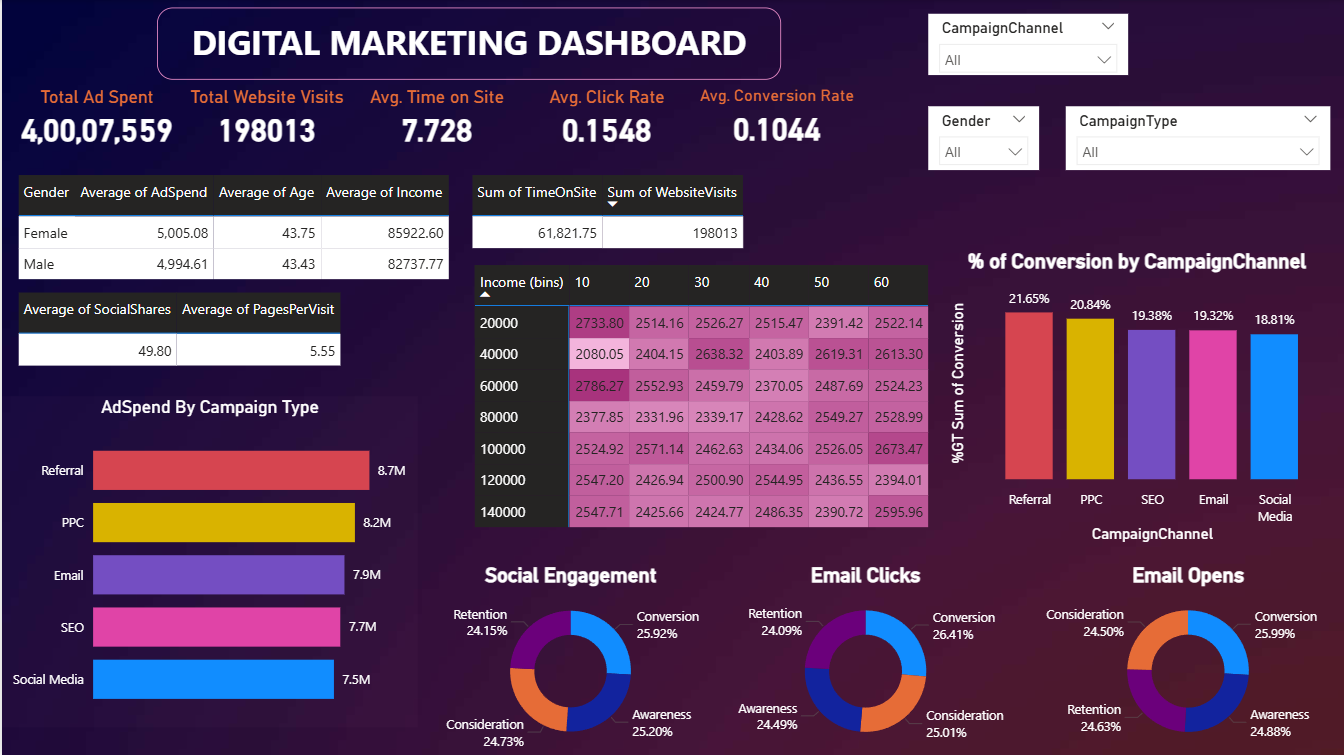 DIGITAL MARKETING DASHBOARD
CampaignChannel
All
Total Ad Spent
4,00,07,559
Total Website Visits
198013
Avg. Time on Site
7.728
Avg. Click Rate
0.1548
Avg. Conversion Rate
0.1044
Gender
All
CampaignType
All
Gender Average of AdSpend Average of Age Average of Income
Female 5,005.08 43.75 85922.60
Male 4,994.61 43.43 82737.77
Sum of TimeOnSite Sum of WebsiteVisits
61,821.75 198013
Average of SocialShares Average of PagesPerVisit
49.80 5.55
Income (bins) 10 20 30 40 50 60
20000 2733.80 2514.16 2526.27 2515.47 2391.42 2522.14
40000 2080.05 2404.15 2638.32 2403.89 2619.31 2613.30
60000 2786.27 2552.93 2459.79 2370.05 2487.69 2524.23
80000 2377.85 2331.96 2339.17 2428.62 2549.27 2528.99
100000 2524.92 2571.14 2462.63 2434.06 2526.05 2673.47
120000 2547.20 2426.94 2500.90 2544.95 2436.55 2394.01
140000 2547.71 2425.66 2424.77 2486.35 2390.72 2595.96
% of Conversion by CampaignChannel
%GT Sum of Conversion
21.65% 20.84% 19.38% 19.32% 18.81%
Referral PPC SEO Email Social
Media
CampaignChannel
AdSpend By Campaign Type
Referral 8.7M
PPC 8.2M
Email 7.9M
SEO 7.7M
Social Media 7.5M
Social Engagement
Retention
24.15%
Conversion
25.92%
Consideration
24.73%
Awareness
25.20%
Email Clicks
Retention
24.09%
Conversion
26.41%
Awareness
24.49%
Consideration
25.01%
Email Opens
Consideration
24.50%
Conversion
25.99%
Retention
24.63%
Awareness
24.88%